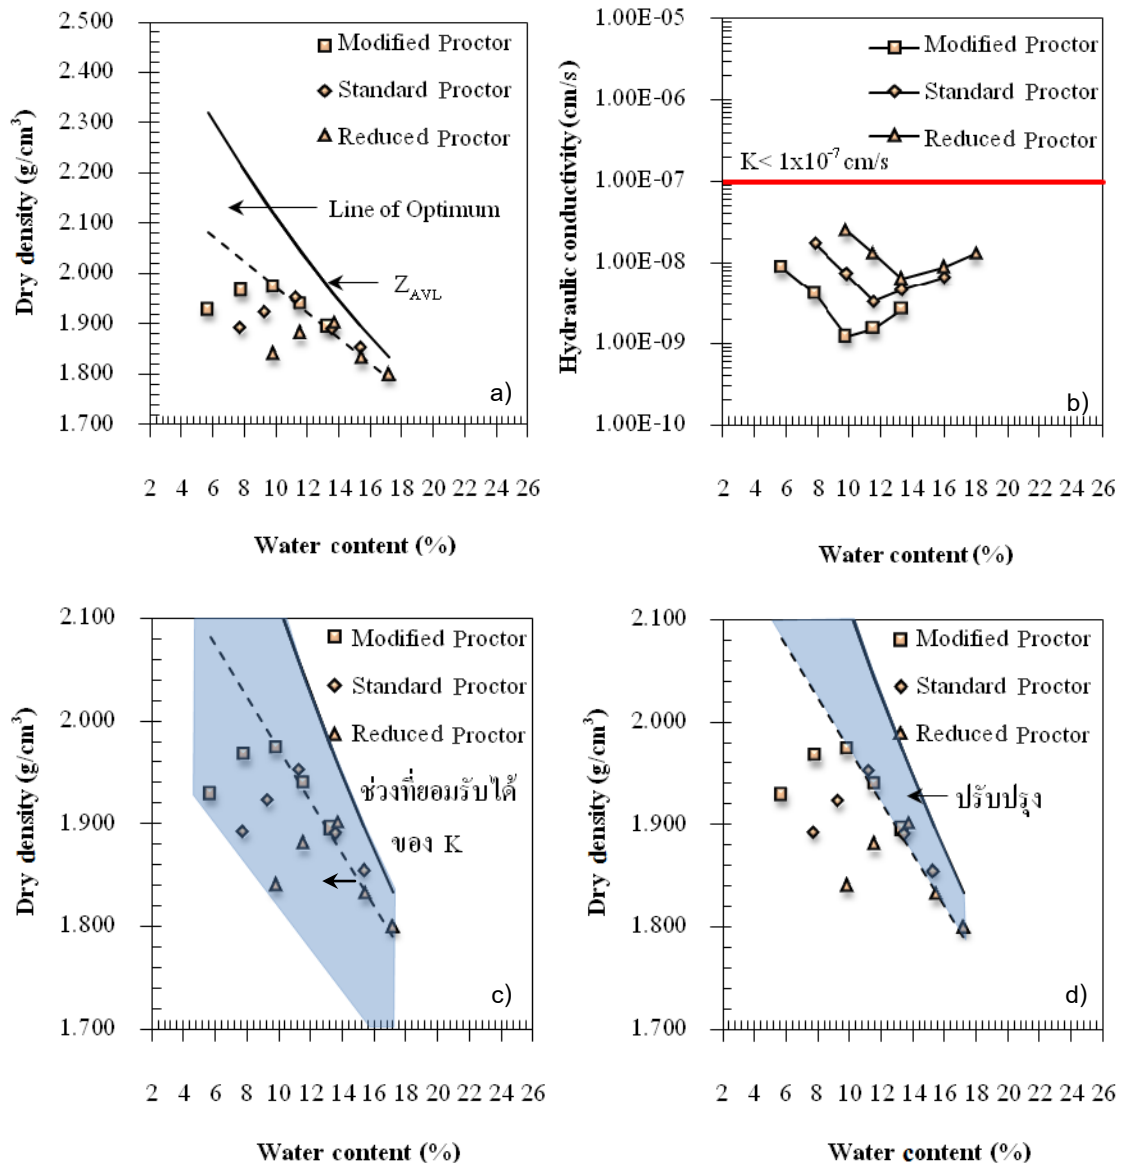 2.500
2.400
2.300
2.200
2.100
2.000
1.900
1.800
1.700
Dry density (g/cm³)
Modified Proctor
Standard Proctor
Reduced Proctor
Line of Optimum
Z_AVL
a)
2 4 6 8 10 12 14 16 18 20 22 24 26
Water content (%)
1.00E-05
1.00E-06
1.00E-07
1.00E-08
1.00E-09
1.00E-10
Hydraulic conductivity (cm/s)
Modified Proctor
Standard Proctor
Reduced Proctor
K< 1x10⁻⁷ cm/s
b)
2 4 6 8 10 12 14 16 18 20 22 24 26
Water content (%)
2.100
2.000
1.900
1.800
1.700
Dry density (g/cm³)
Modified Proctor
Standard Proctor
Reduced Proctor
ช่วงที่ยอมรับได้
ของ K
c)
2 4 6 8 10 12 14 16 18 20 22 24 26
Water content (%)
2.100
2.000
1.900
1.800
1.700
Dry density (g/cm³)
Modified Proctor
Standard Proctor
Reduced Proctor
ปรับปรุง
d)
2 4 6 8 10 12 14 16 18 20 22 24 26
Water content (%)